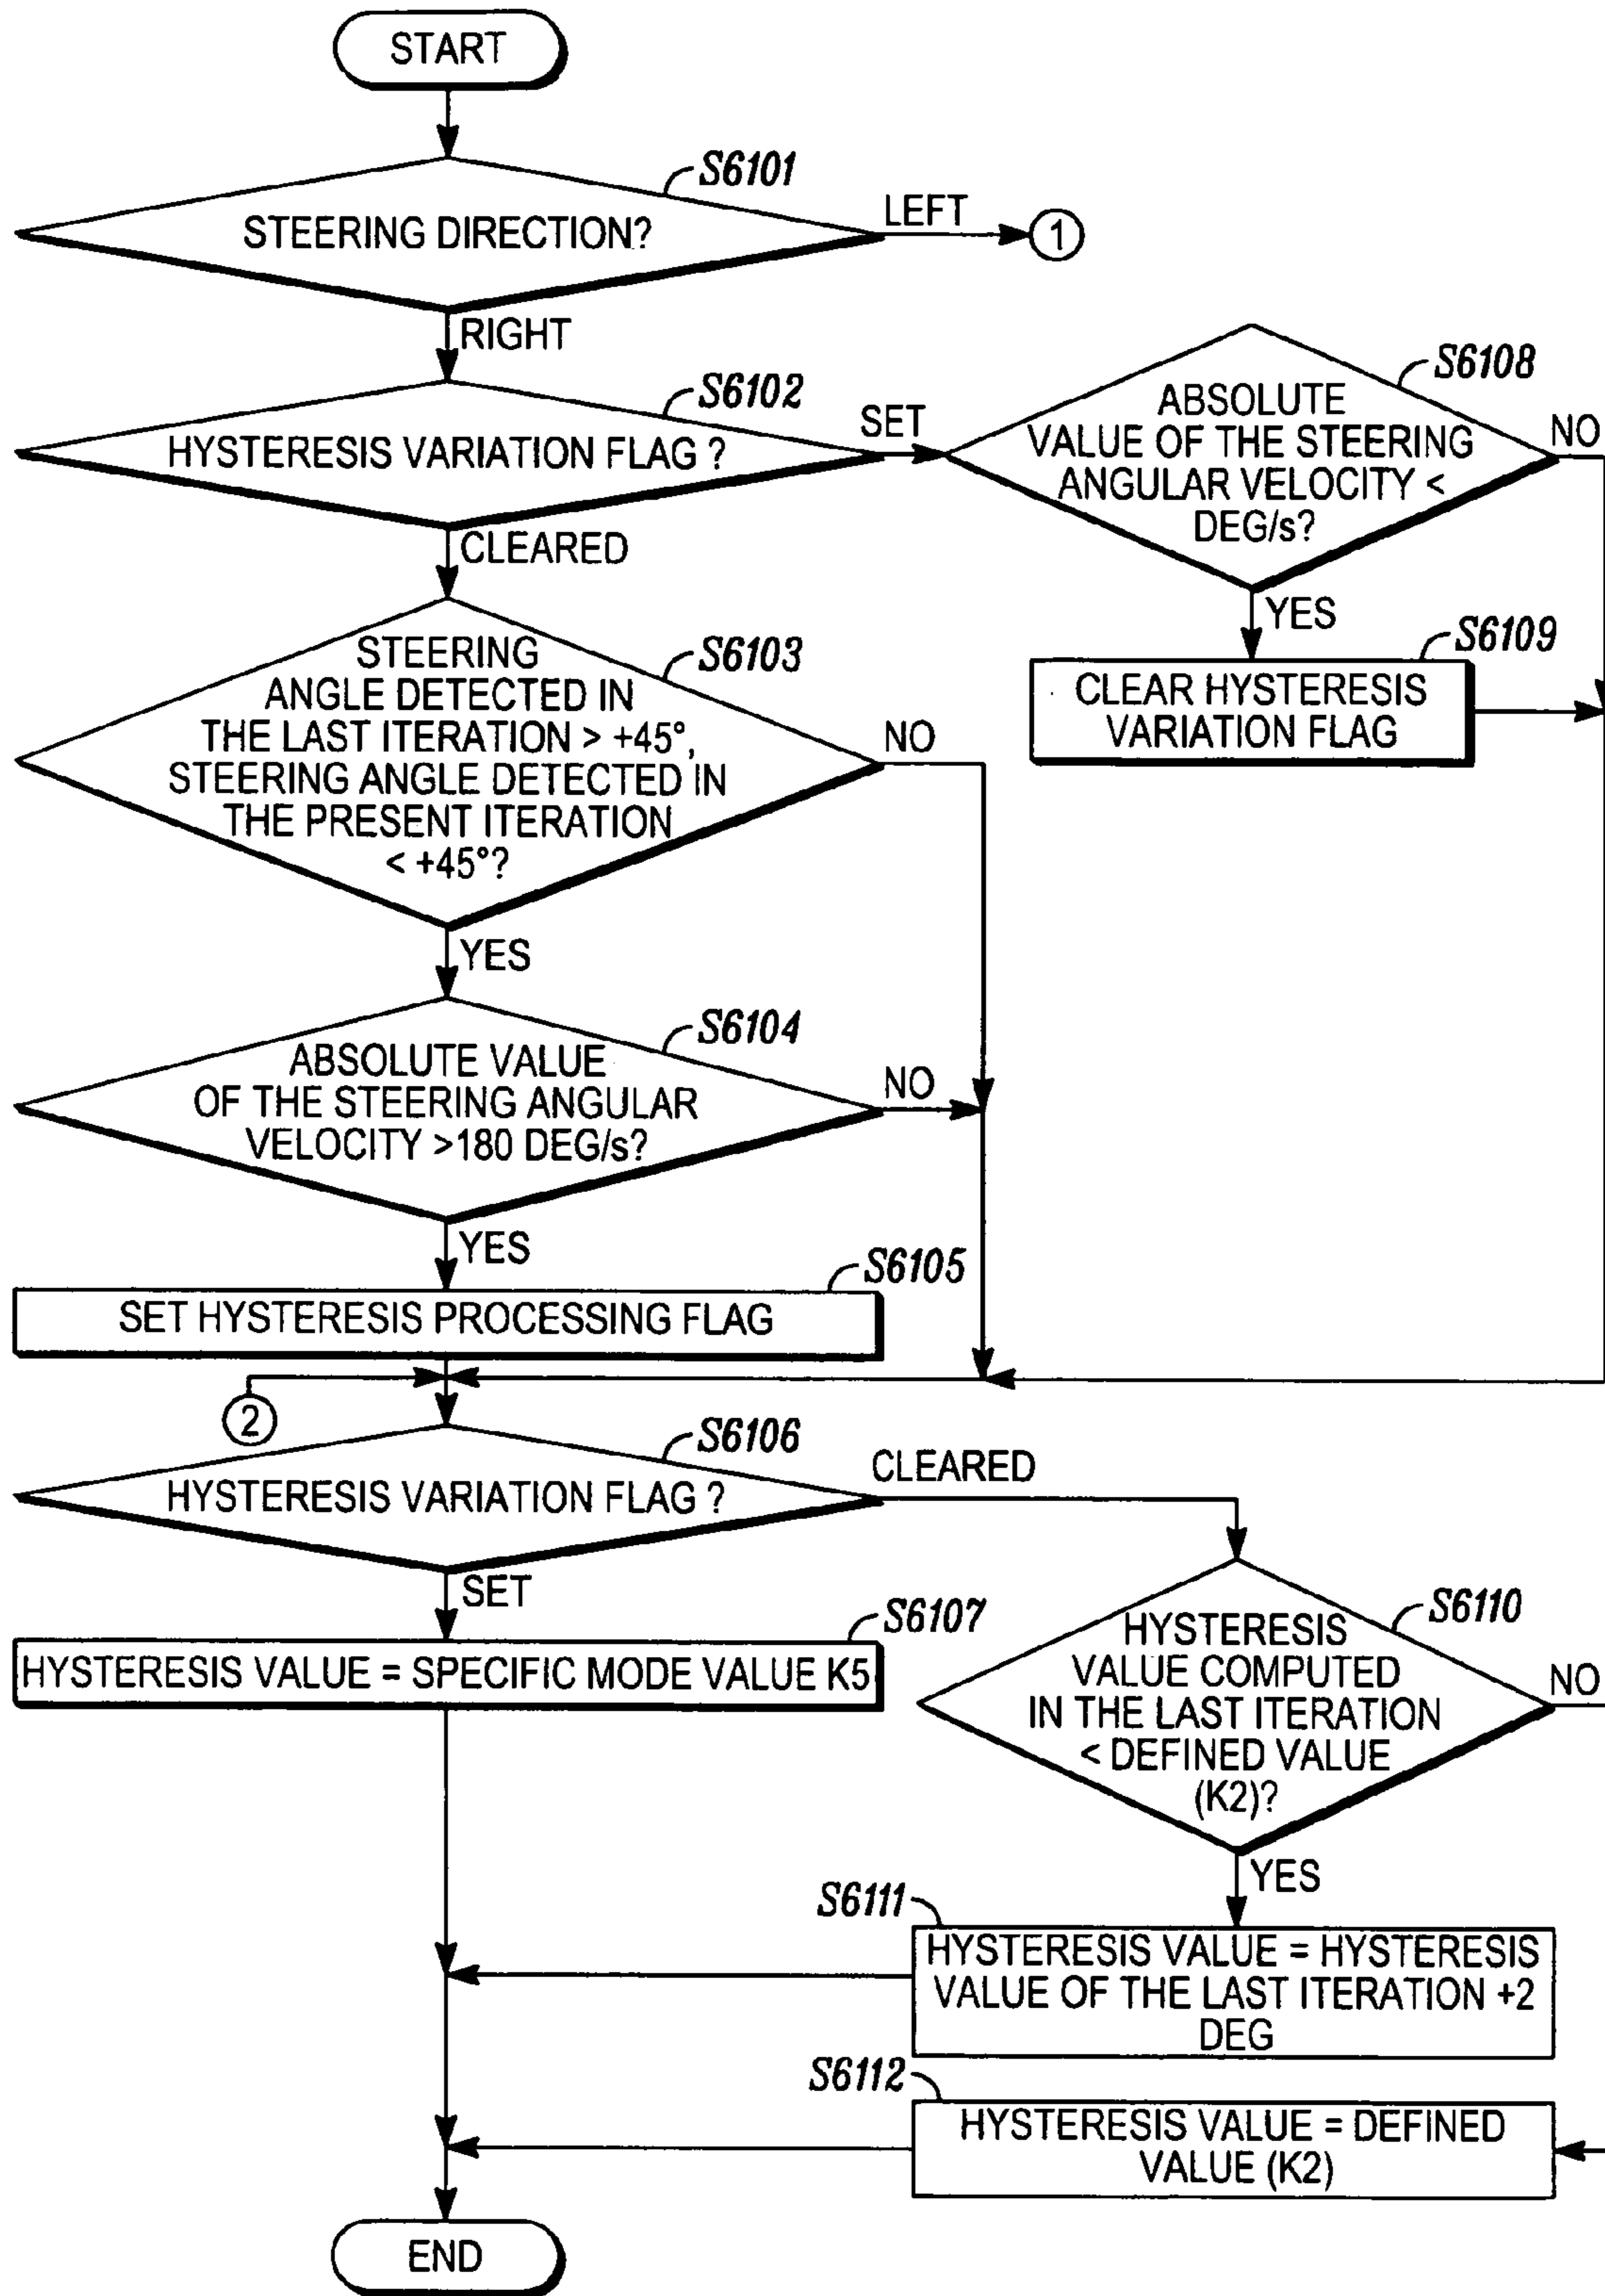 START
S6101
STEERING DIRECTION?
LEFT
1
RIGHT
S6102
HYSTERESIS VARIATION FLAG ?
SET
S6108
ABSOLUTE
VALUE OF THE STEERING
ANGULAR VELOCITY <
DEG/s?
NO
YES
CLEARED
S6109
CLEAR HYSTERESIS
VARIATION FLAG
S6103
STEERING
ANGLE DETECTED IN
THE LAST ITERATION > +45°,
STEERING ANGLE DETECTED IN
THE PRESENT ITERATION
< +45°?
NO
YES
S6104
ABSOLUTE VALUE
OF THE STEERING ANGULAR
VELOCITY >180 DEG/s?
NO
YES
S6105
SET HYSTERESIS PROCESSING FLAG
2
S6106
HYSTERESIS VARIATION FLAG ?
CLEARED
SET
S6107
HYSTERESIS VALUE = SPECIFIC MODE VALUE K5
S6110
HYSTERESIS
VALUE COMPUTED
IN THE LAST ITERATION
< DEFINED VALUE
(K2)?
NO
YES
S6111
HYSTERESIS VALUE = HYSTERESIS
VALUE OF THE LAST ITERATION +2
DEG
S6112
HYSTERESIS VALUE = DEFINED
VALUE (K2)
END